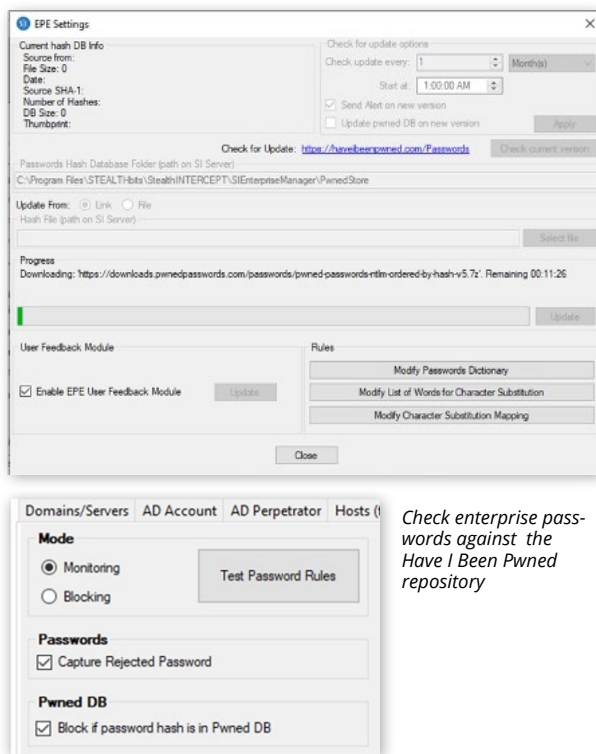 SI EPE Settings
Current hash DB Info
Source from:
File Size: 0
Date:
Source SHA-1:
Number of Hashes:
DB Size: 0
Thumbprint:
Check for update options
Check update every: 1 Month(s)
Start at: 1:00:00 AM
Send Alert on new version
Update pwned DB on new version Apply
Check for Update: https://haveibeenpwned.com/Passwords Check current version
Passwords Hash Database Folder (path on SI Server)
C:\Program Files\STEALTHbits\StealthINTERCEPT\SIEnterpriseManager\PwnedStore
Update From: Link File
Hash File (path on SI Server)
Select file
Progress
Downloading: 'https://downloads.pwnedpasswords.com/passwords/pwned-passwords-ntlm-ordered-by-hash-v5.7z'. Remaining 00:11:26
Update
User Feedback Module
Enable EPE User Feedback Module Update
Rules
Modify Passwords Dictionary
Modify List of Words for Character Substitution
Modify Character Substitution Mapping
Close
Domains/Servers AD Account AD Perpetrator Hosts (
Mode
Monitoring
Blocking
Test Password Rules
Passwords
Capture Rejected Password
Pwned DB
Block if password hash is in Pwned DB
Check enterprise pass-
words against the
Have I Been Pwned
repository